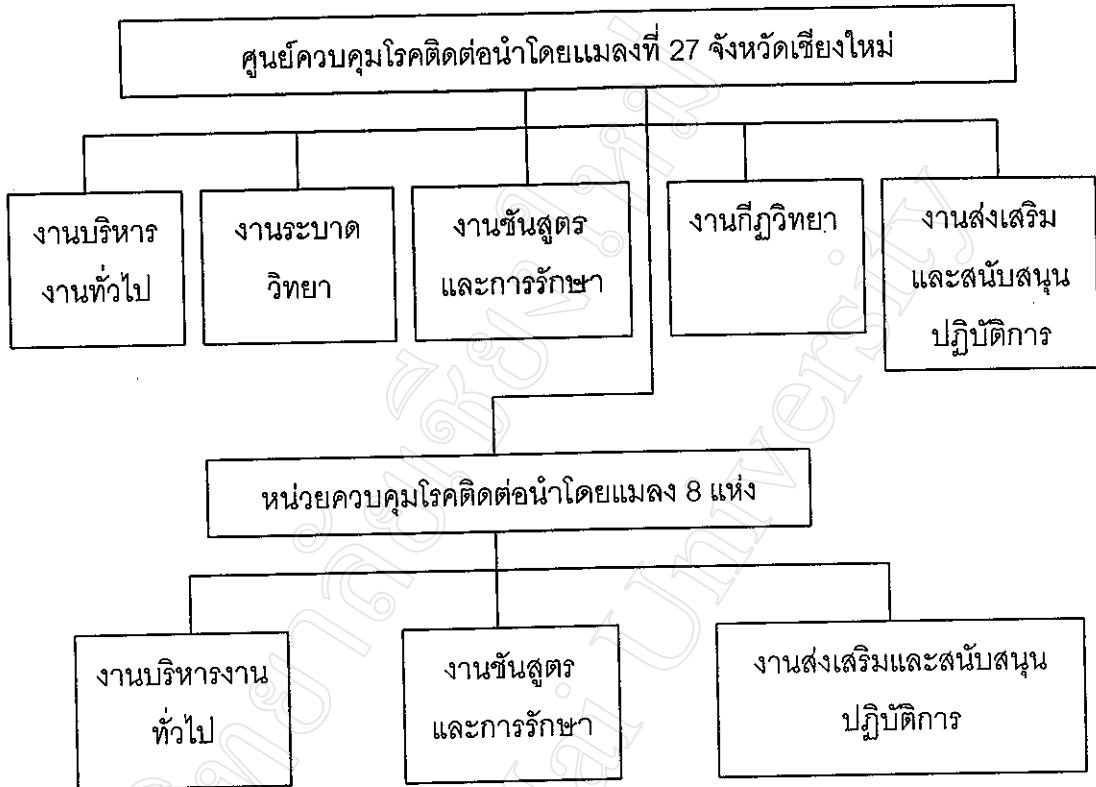 ศูนย์ควบคุมโรคติดต่อนำโดยแมลงที่ 27 จังหวัดเชียงใหม่
งานบริหาร
งานทั่วไป
งานระบาด
วิทยา
งานชันสูตร
และการรักษา
งานกีฏวิทยา
งานส่งเสริม
และสนับสนุน
ปฏิบัติการ
หน่วยควบคุมโรคติดต่อนำโดยแมลง 8 แห่ง
งานบริหารงาน
ทั่วไป
งานชันสูตร
และการรักษา
งานส่งเสริมและสนับสนุน
ปฏิบัติการ